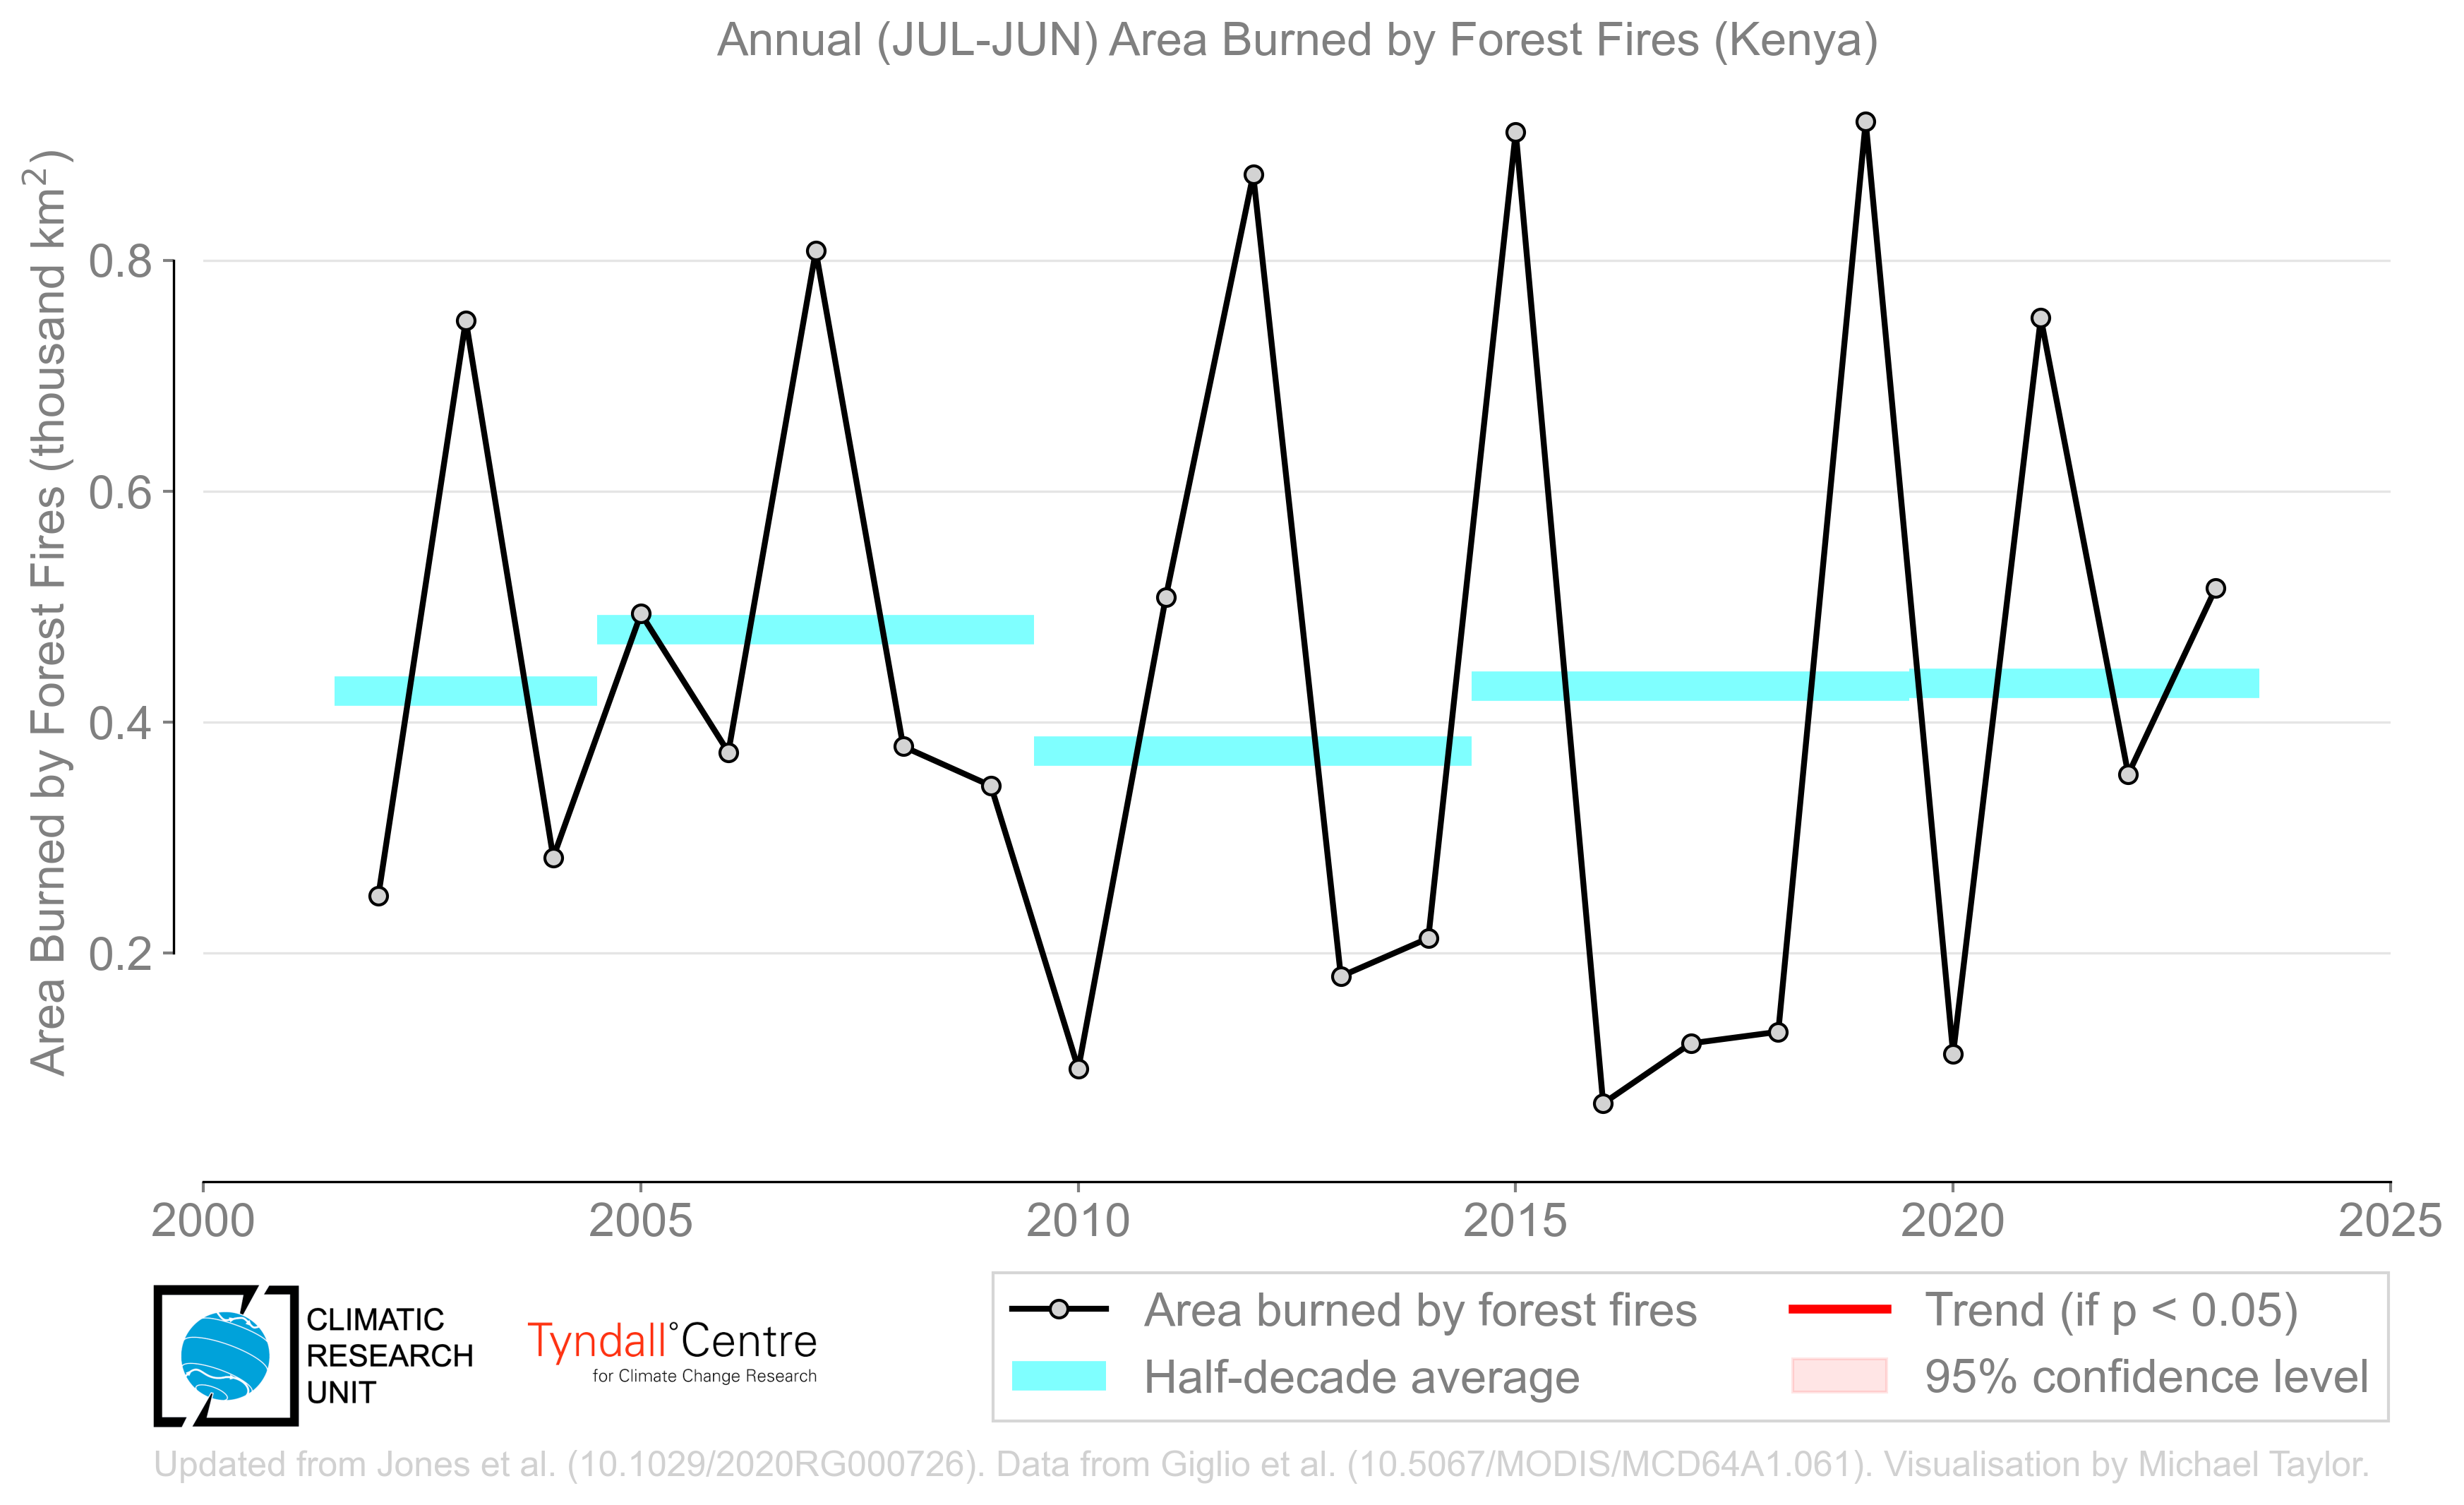 Annual (JUL-JUN) Area Burned by Forest Fires (Kenya)
Area Burned by Forest Fires (thousand km²)
0.8
0.6
0.4
0.2
2000 2005 2010 2015 2020 2025
CLIMATIC
RESEARCH
UNIT
Tyndall°Centre
for Climate Change Research
Area burned by forest fires
Half-decade average
Trend (if p < 0.05)
95% confidence level
Updated from Jones et al. (10.1029/2020RG000726). Data from Giglio et al. (10.5067/MODIS/MCD64A1.061). Visualisation by Michael Taylor.